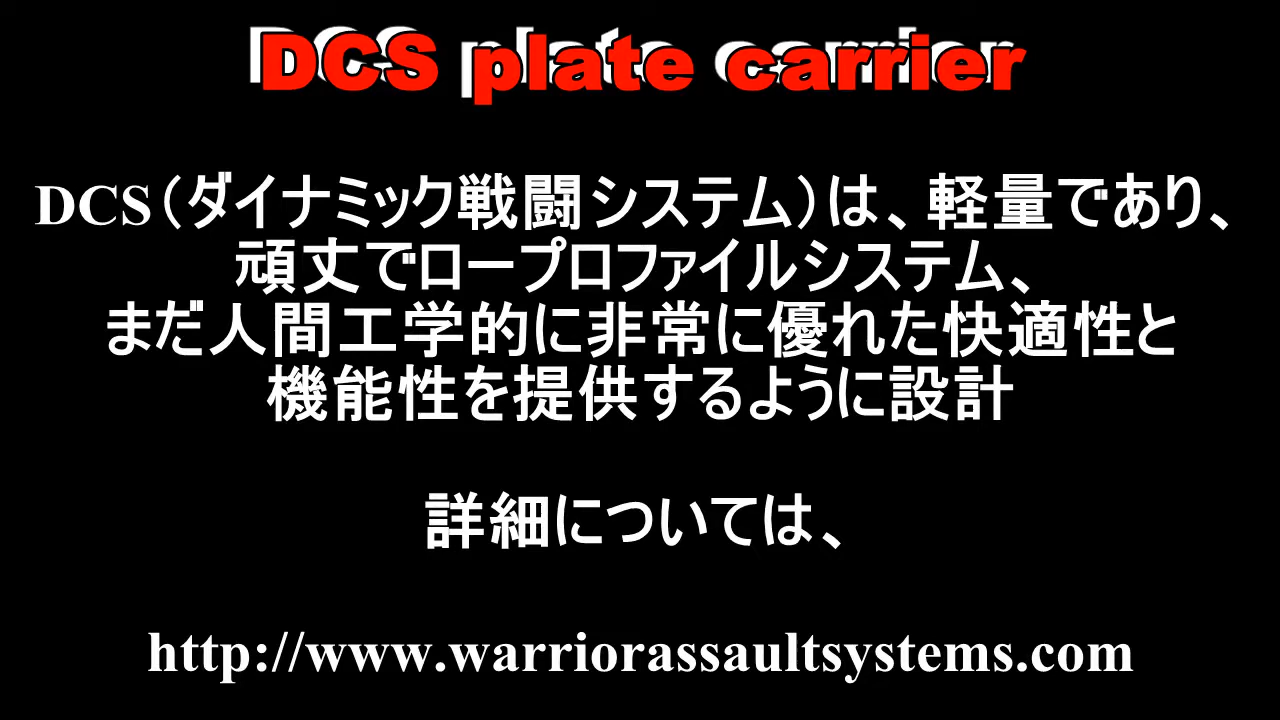 DCS plate carrier
DCS（ダイナミック戦闘システム）は、軽量であり、
頑丈でロープロファイルシステム、
まだ人間工学的に非常に優れた快適性と
機能性を提供するように設計
詳細については、
http://www.warriorassaultsystems.com